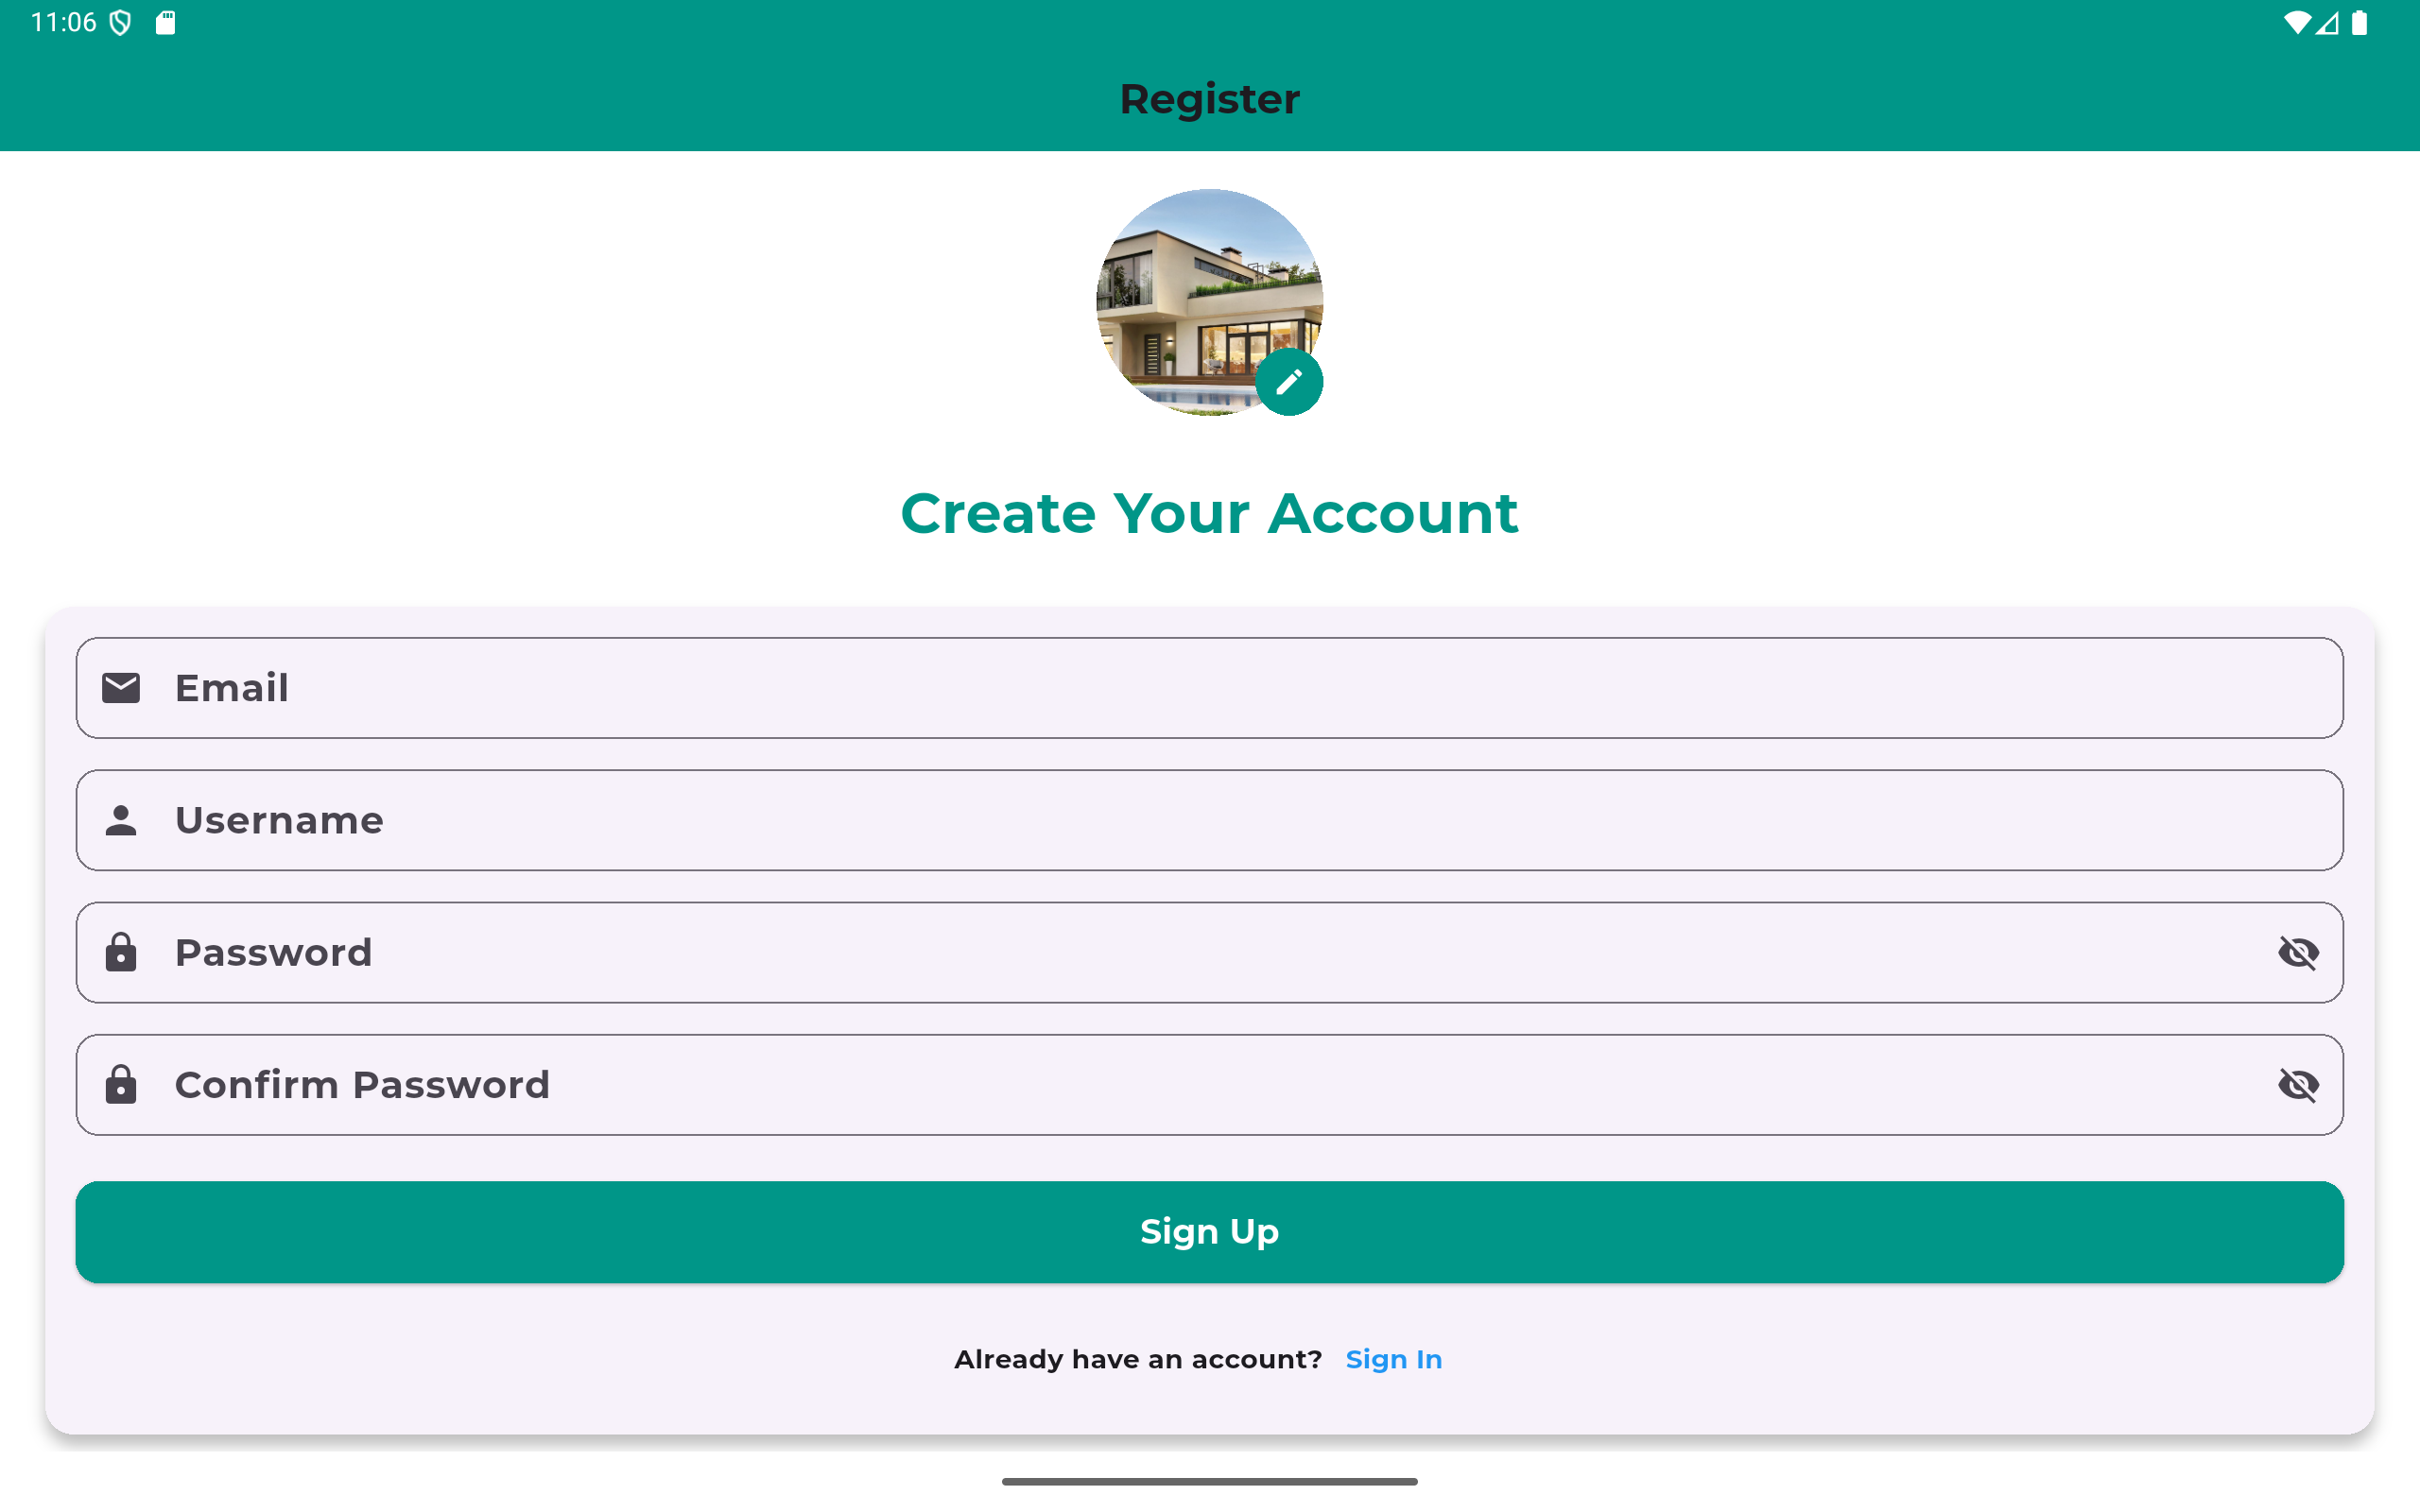 11:06
Register
Create Your Account
Email
Username
Password
Confirm Password
Sign Up
Already have an account? Sign In